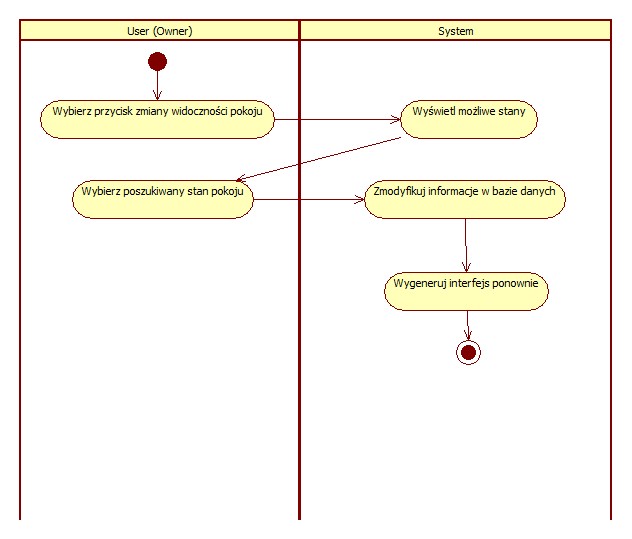 User (Owner)
System
Wybierz przycisk zmiany widoczności pokoju
Wyświetl możliwe stany
Wybierz poszukiwany stan pokoju
Zmodyfikuj informacje w bazie danych
Wygeneruj interfejs ponownie